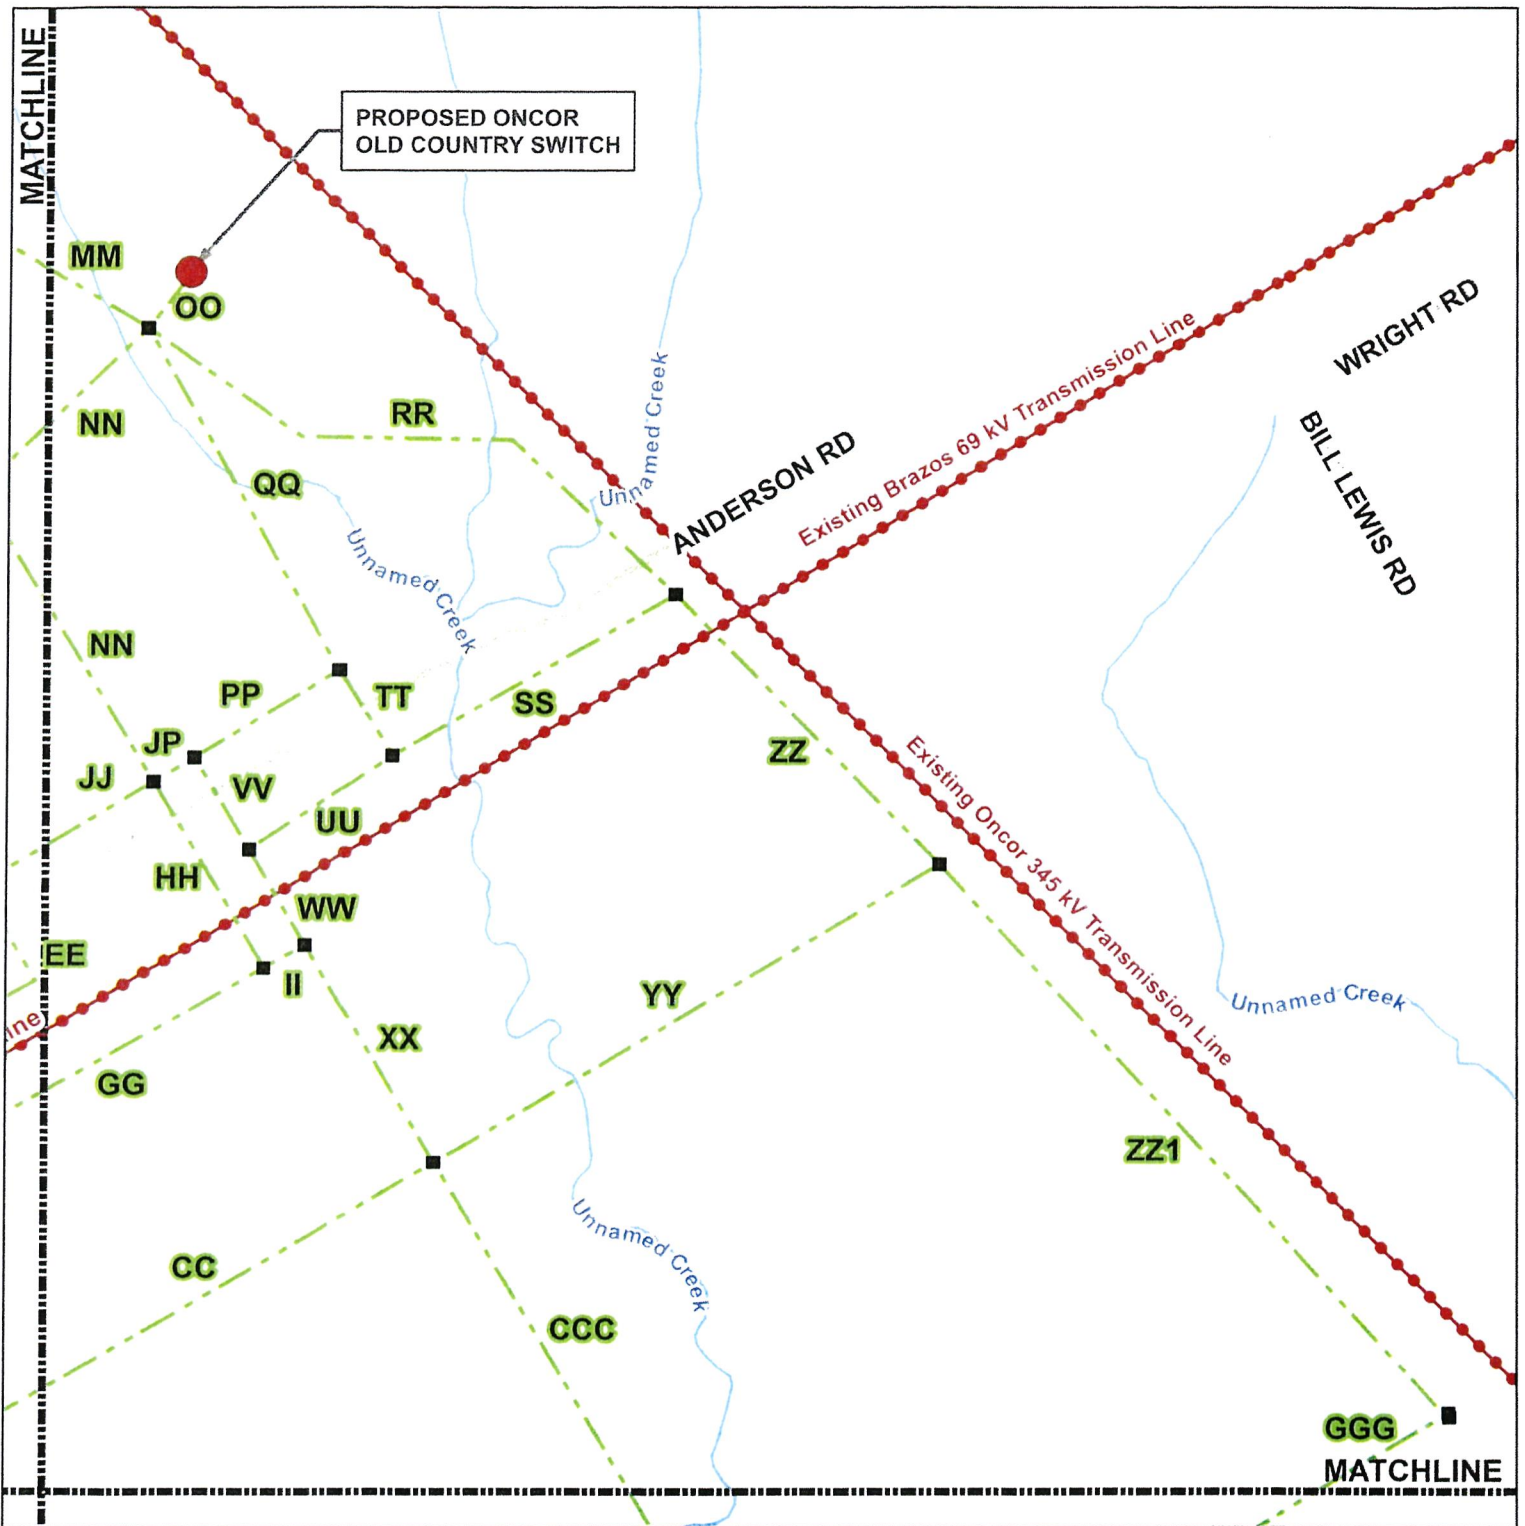 MATCHLINE
PROPOSED ONCOR
OLD COUNTRY SWITCH
MM
OO
WRIGHT RD
Existing Brazos 69 kV Transmission Line
NN
RR
Unnamed Creek
ANDERSON RD
BILL LEWIS RD
QQ
Unnamed Creek
NN
PP
TT
SS
JP
JJ
VV
ZZ
UU
Existing Oncor 345 kV Transmission Line
HH
WW
EE
II
YY
Unnamed Creek
ine
XX
GG
ZZ1
CC
Unnamed Creek
CCC
GGG
MATCHLINE